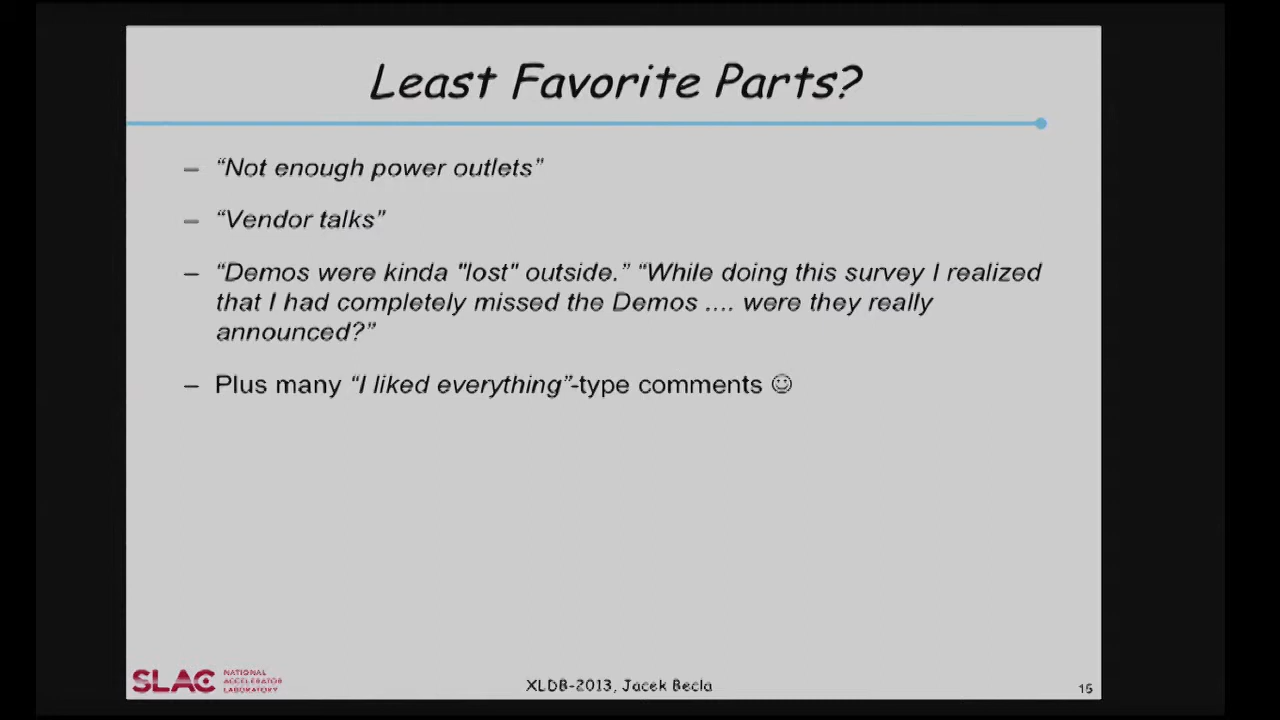 Least Favorite Parts?
– “Not enough power outlets”
– “Vendor talks”
– “Demos were kinda "lost" outside.” “While doing this survey I realized
that I had completely missed the Demos .... were they really
announced?”
– Plus many “I liked everything”-type comments ☺
SLAC NATIONAL
ACCELERATOR
LABORATORY
XLDB-2013, Jacek Becla
15